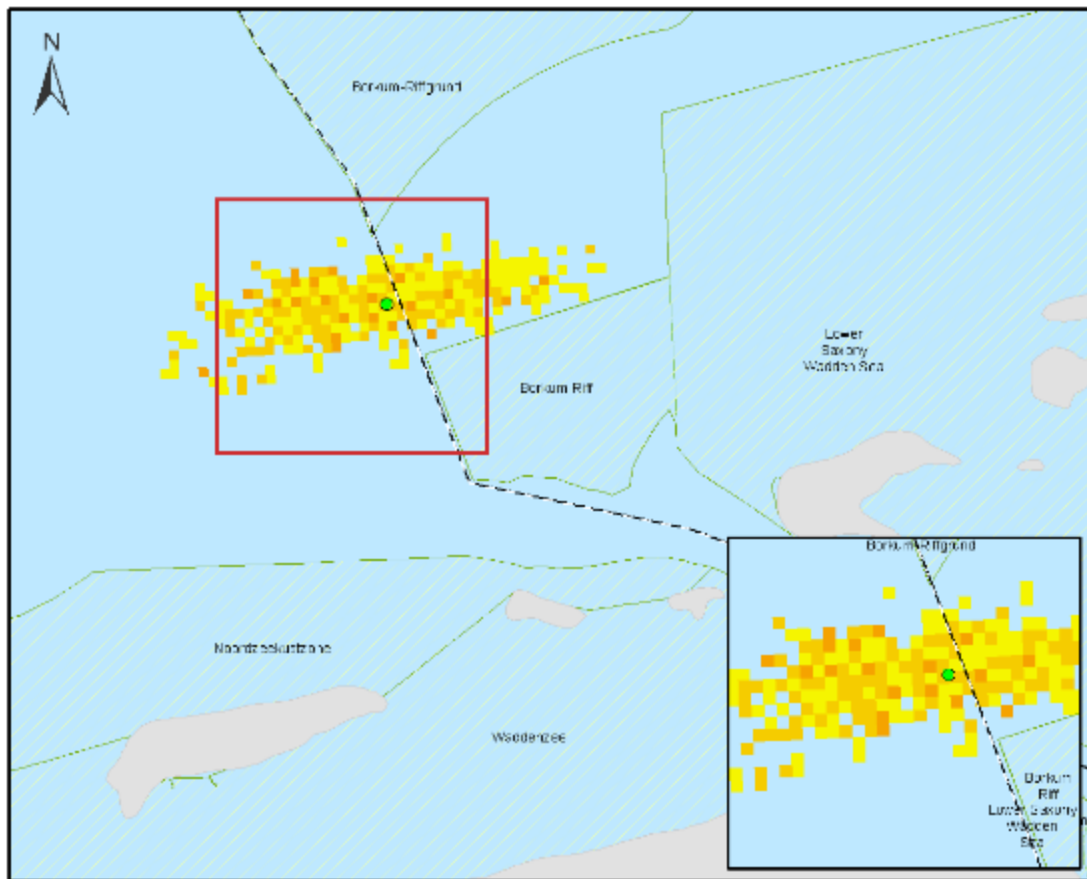 N
Borkum-Riffgrund
Lower
Saxony
Wadden Sea
Borkum Riff
Borkum-Riffgrund
Noordzeekustzone
Waddenzee
Borkum
Riff
Lower Saxony
Wadden
Sea